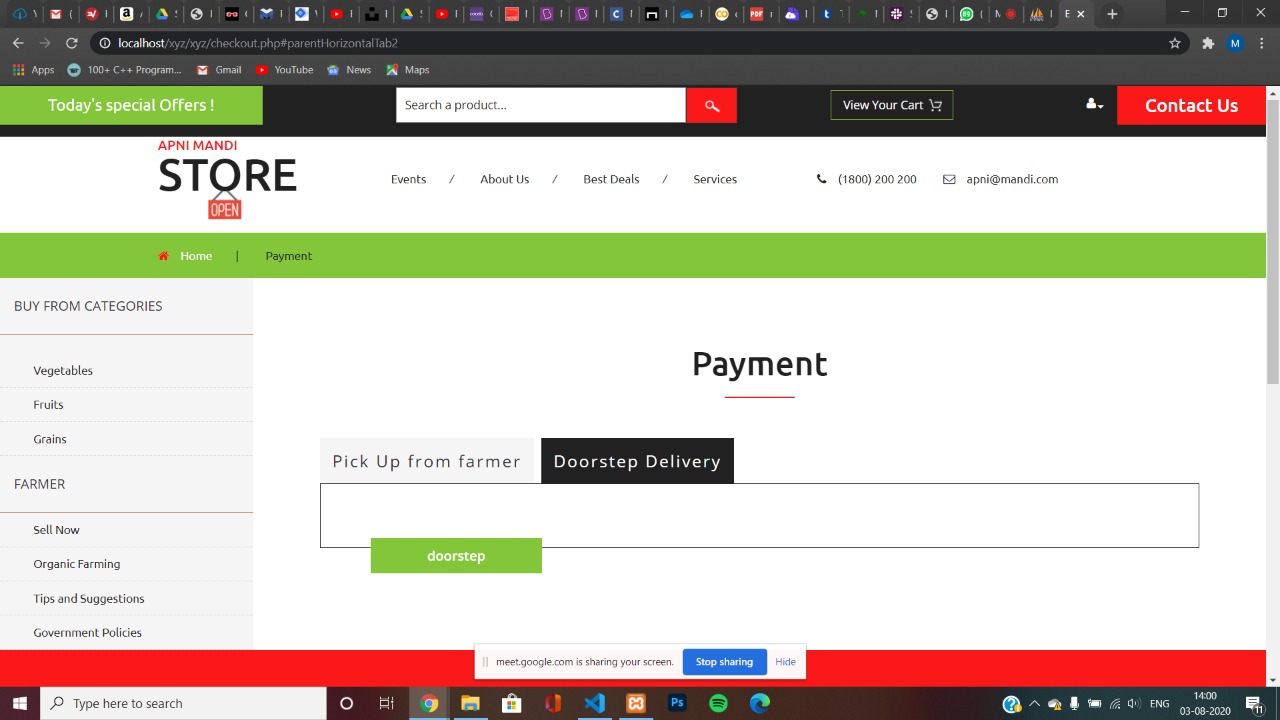 localhost/xyz/xyz/checkout.php#parentHorizontalTab2
M
Apps
100+ C++ Program...
Gmail
YouTube
News
Maps
Today's special Offers !
Search a product...
View Your Cart
Contact Us
APNI MANDI
STORE
OPEN
Events / About Us / Best Deals / Services
(1800) 200 200
apni@mandi.com
Home | Payment
BUY FROM CATEGORIES
Vegetables
Fruits
Grains
FARMER
Sell Now
Organic Farming
Tips and Suggestions
Government Policies
Payment
Pick Up from farmer
Doorstep Delivery
doorstep
meet.google.com is sharing your screen.
Stop sharing
Hide
Type here to search
Ps
ENG
14:00
03-08-2020
11